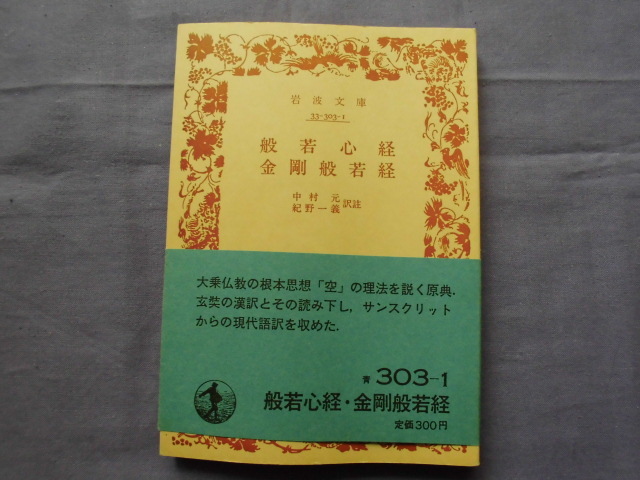 岩波文庫
33-303-1
般若心経
金剛般若経
中村元
紀野一義訳註
大乗仏教の根本思想「空」の理法を説く原典.
玄奘の漢訳とその読み下し, サンスクリット
からの現代語訳を収めた.
青 303-1
般若心経・金剛般若経
定価300円